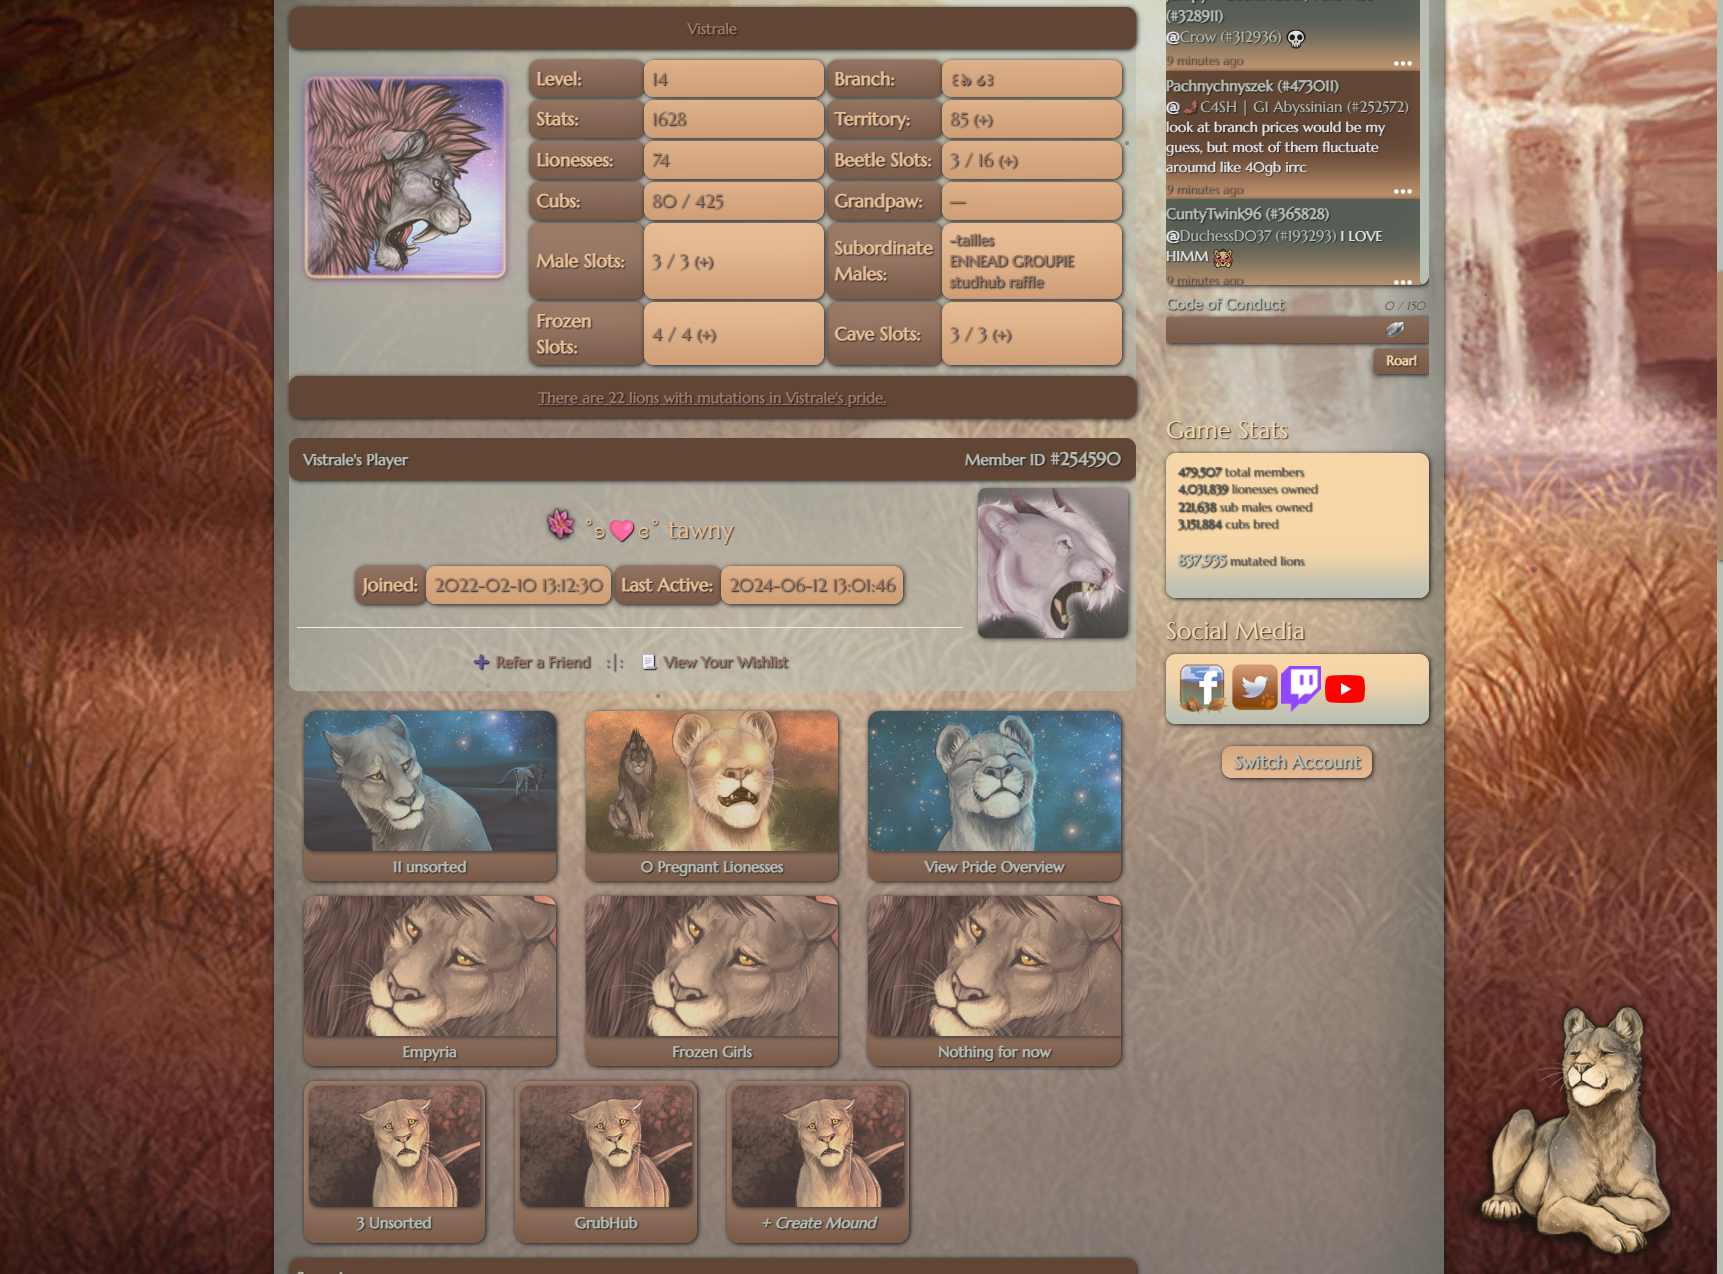 Vistrale
Level: 14 Branch:
Stats: 1628 Territory: 85 (+)
Lionesses: 74 Beetle Slots: 3 / 16 (+)
Cubs: 80 / 425 Grandpaw: —
Male Slots: 3 / 3 (+) Subordinate Males: -tailles
ENNEAD GROUPIE
studhub raffle
Frozen Slots: 4 / 4 (+) Cave Slots: 3 / 3 (+)
There are 22 lions with mutations in Vistrale's pride.
Vistrale's Player Member ID #254590
tawny
Joined: 2022-02-10 13:12:30 Last Active: 2024-06-12 13:01:46
Refer a Friend :|: View Your Wishlist
11 unsorted
0 Pregnant Lionesses
View Pride Overview
Empyria
Frozen Girls
Nothing for now
3 Unsorted
GrubHub
+ Create Mound
(#328911)
@Crow (#312936)
9 minutes ago
Pachnychnyszek (#473011)
@C4SH | G1 Abyssinian (#252572)
look at branch prices would be my
guess, but most of them fluctuate
aroumd like 40gb irrc
9 minutes ago
CuntyTwink96 (#365828)
@DuchessD037 (#193293) I LOVE
HIMM
9 minutes ago
Code of Conduct 0 / 150
Roar!
Game Stats
479,507 total members
4,031,839 lionesses owned
221,638 sub males owned
3,151,884 cubs bred
837,935 mutated lions
Social Media
Switch Account